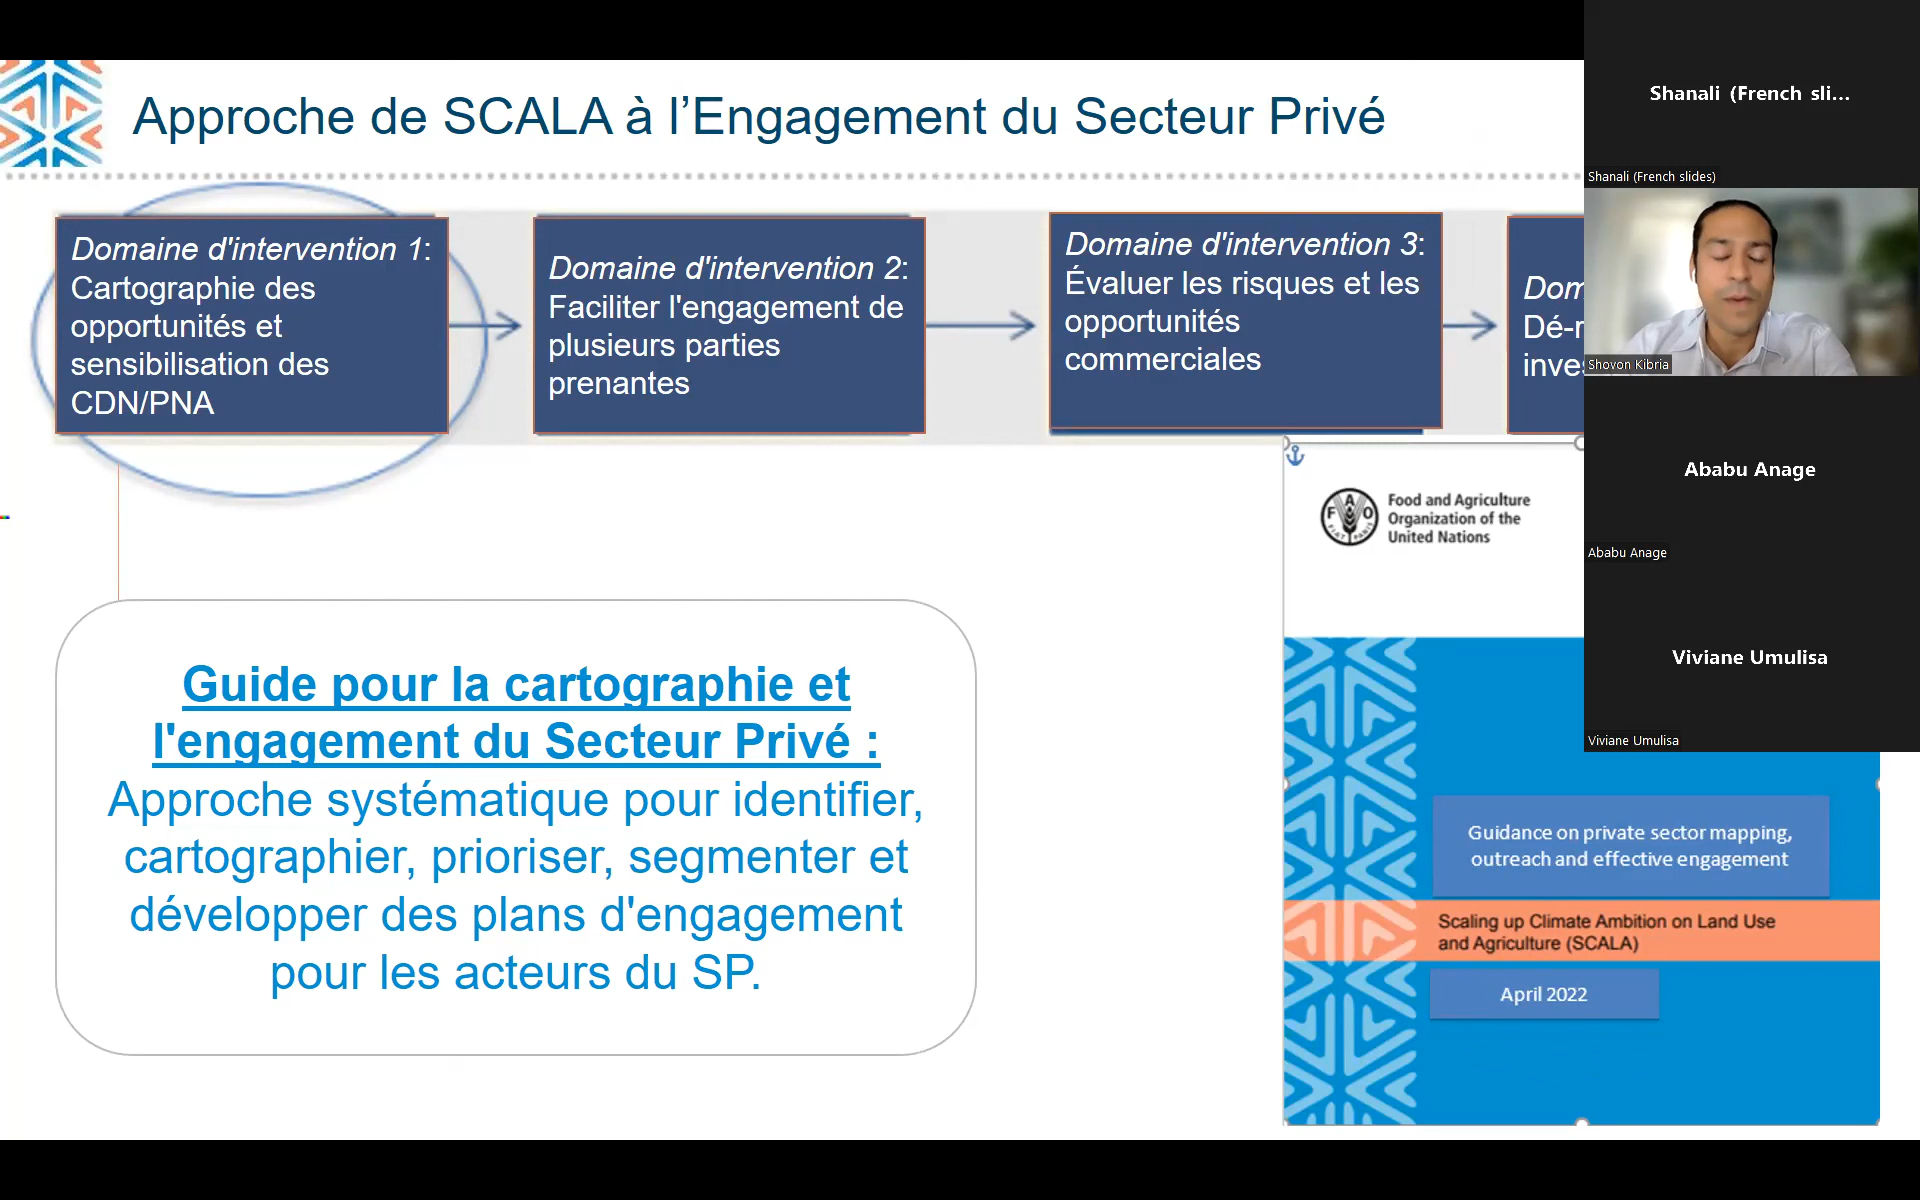 Approche de SCALA à l’Engagement du Secteur Privé
Domaine d'intervention 1:
Cartographie des
opportunités et
sensibilisation des
CDN/PNA
Domaine d'intervention 2:
Faciliter l'engagement de
plusieurs parties
prenantes
Domaine d'intervention 3:
Évaluer les risques et les
opportunités
commerciales
Guide pour la cartographie et
l'engagement du Secteur Privé :
Approche systématique pour identifier,
cartographier, prioriser, segmenter et
développer des plans d'engagement
pour les acteurs du SP.
FAO
FIAT PANIS
Food and Agriculture
Organization of the
United Nations
Guidance on private sector mapping,
outreach and effective engagement
Scaling up Climate Ambition on Land Use
and Agriculture (SCALA)
April 2022
Shanali (French sli...
Shanali (French slides)
Shovon Kibria
Ababu Anage
Ababu Anage
Viviane Umulisa
Viviane Umulisa